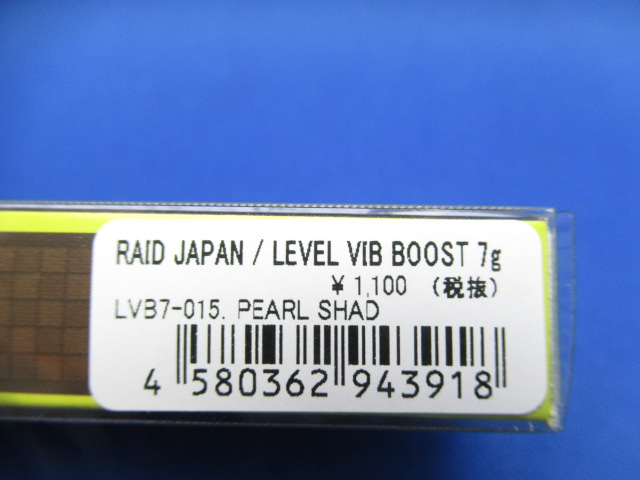 RAID JAPAN / LEVEL VIB BOOST 7g
¥ 1,100 (税抜)
LVB7-015. PEARL SHAD
4 580362 943918